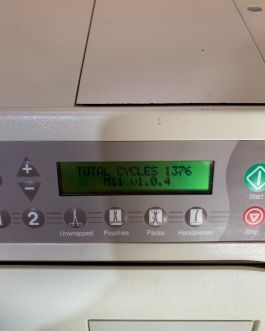 TOTAL CYCLES 1376
M11 v1.0.4
Start
2
Unwrapped
Pouches
Packs
Handpieces
Stop